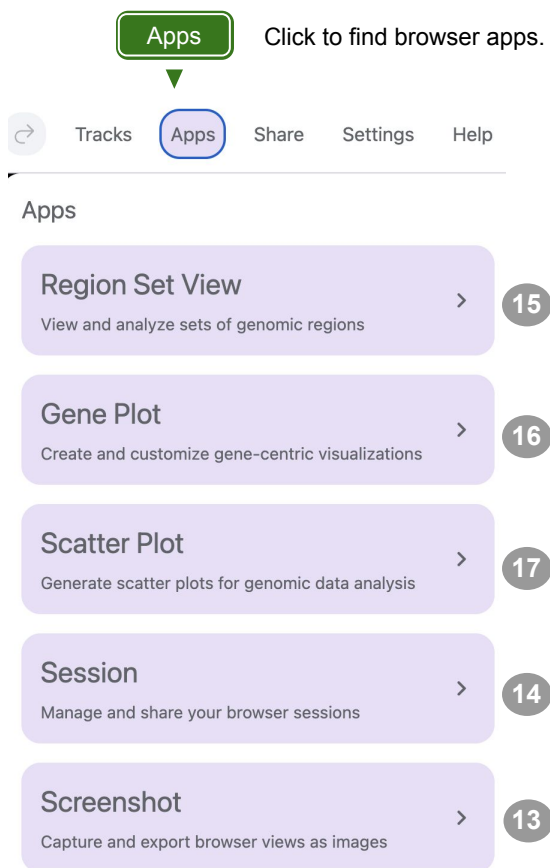 Apps Click to find browser apps.
Tracks Apps Share Settings Help
Apps
Region Set View
View and analyze sets of genomic regions
15
Gene Plot
Create and customize gene-centric visualizations
16
Scatter Plot
Generate scatter plots for genomic data analysis
17
Session
Manage and share your browser sessions
14
Screenshot
Capture and export browser views as images
13